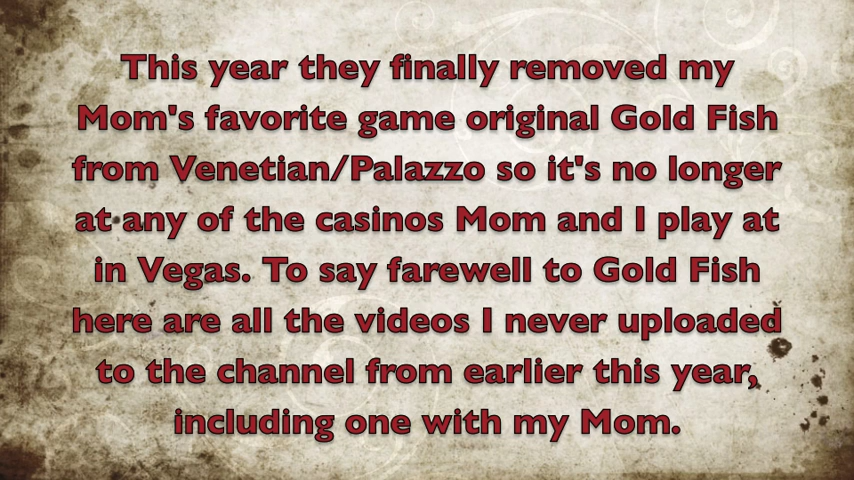 This year they finally removed my
Mom's favorite game original Gold Fish
from Venetian/Palazzo so it's no longer
at any of the casinos Mom and I play at
in Vegas. To say farewell to Gold Fish
here are all the videos I never uploaded
to the channel from earlier this year,
including one with my Mom.